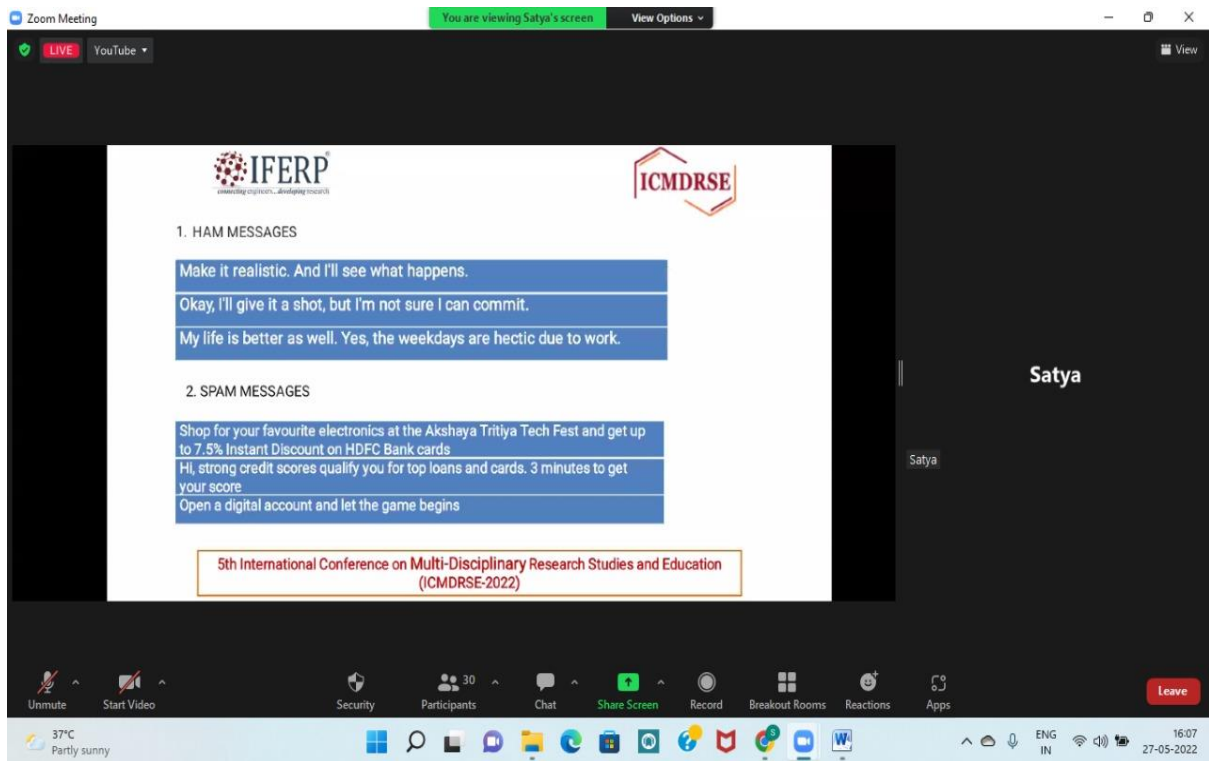 Zoom Meeting
You are viewing Satya's screen
View Options
LIVE
YouTube
View
IFERP
connecting engineers... developing research
ICMDRSE
1. HAM MESSAGES
Make it realistic. And I'll see what happens.
Okay, I'll give it a shot, but I'm not sure I can commit.
My life is better as well. Yes, the weekdays are hectic due to work.
2. SPAM MESSAGES
Shop for your favourite electronics at the Akshaya Tritiya Tech Fest and get up
to 7.5% Instant Discount on HDFC Bank cards
Hi, strong credit scores qualify you for top loans and cards. 3 minutes to get
your score
Open a digital account and let the game begins
5th International Conference on Multi-Disciplinary Research Studies and Education
(ICMDRSE-2022)
Satya
Satya
Unmute
Start Video
Security
30
Participants
Chat
Share Screen
Record
Breakout Rooms
Reactions
Apps
Leave
37°C
Partly sunny
ENG
IN
16:07
27-05-2022